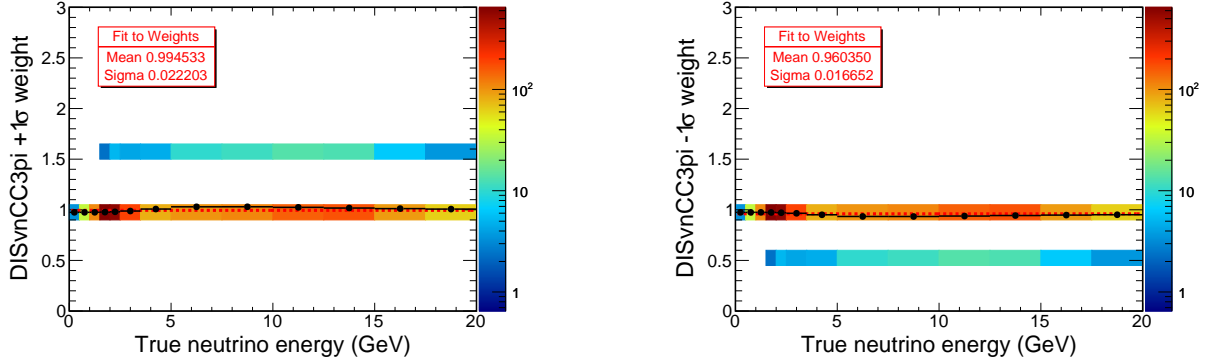 DISvnCC3pi +1σ weight
3
2.5
2
1.5
1
0.5
0
Fit to Weights
Mean 0.994533
Sigma 0.022203
10²
10
1
0 5 10 15 20
True neutrino energy (GeV)
DISvnCC3pi -1σ weight
3
2.5
2
1.5
1
0.5
0
Fit to Weights
Mean 0.960350
Sigma 0.016652
10²
10
1
0 5 10 15 20
True neutrino energy (GeV)